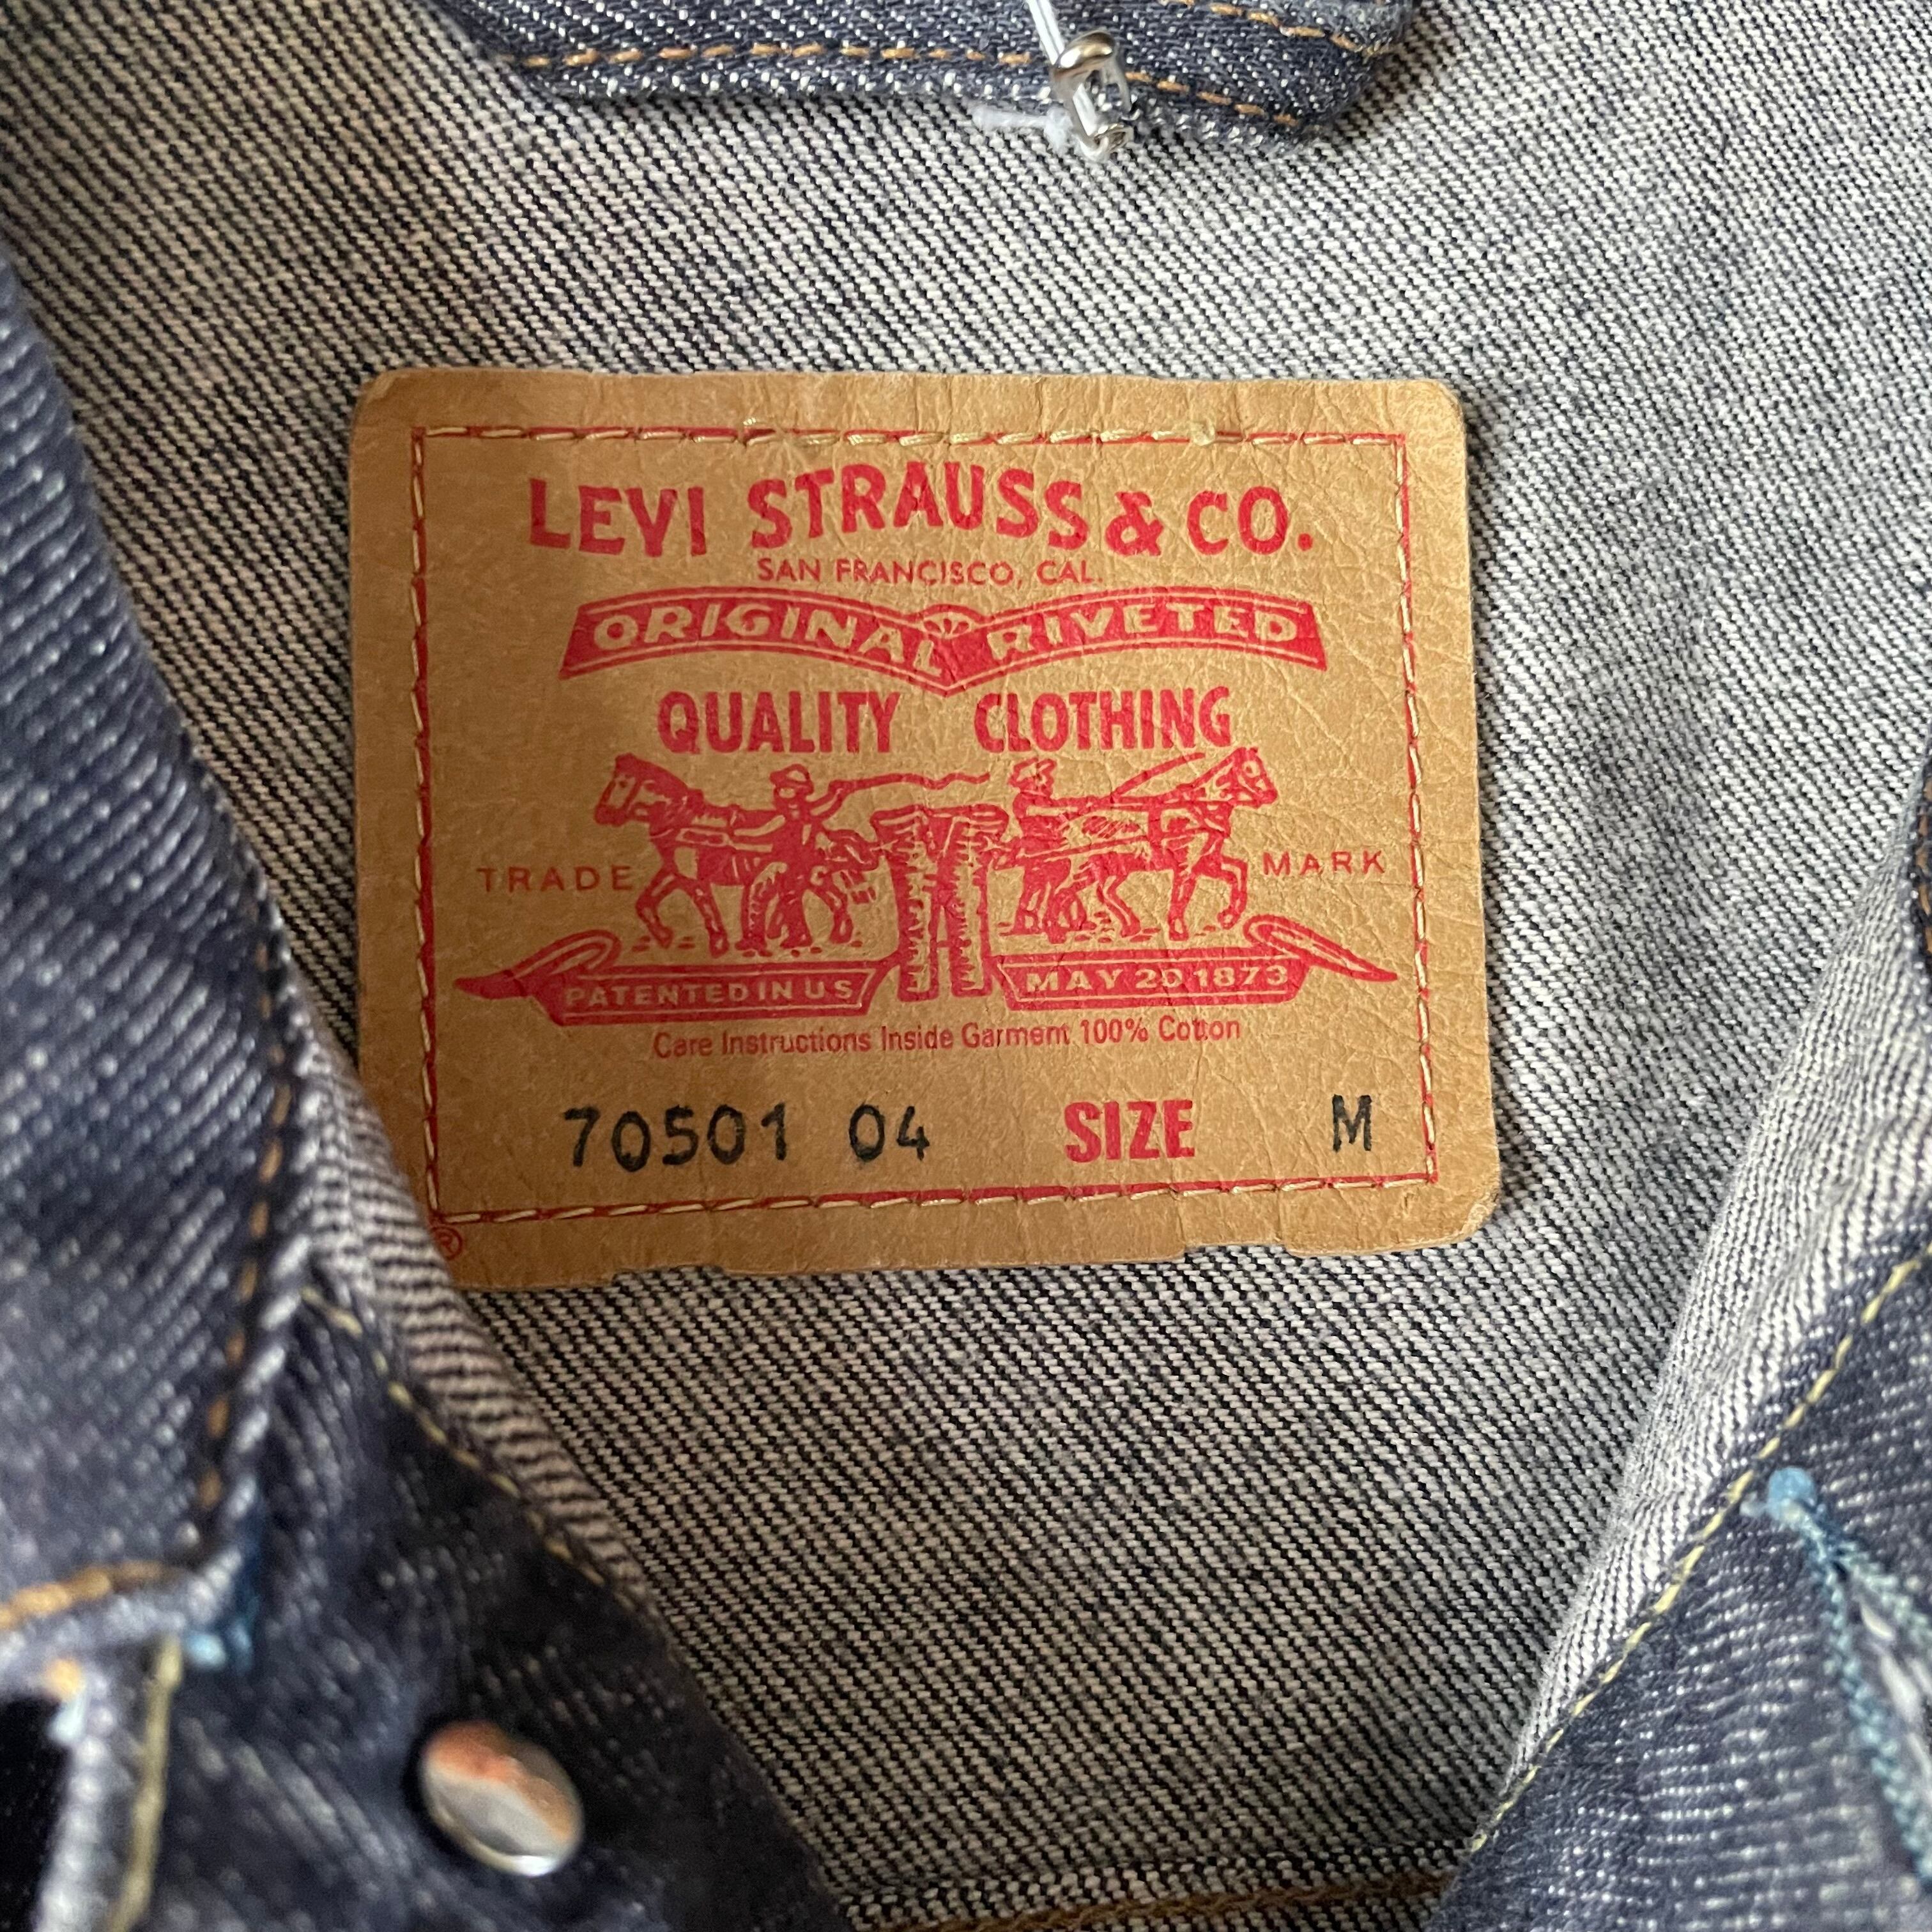 LEVI STRAUSS & CO.
SAN FRANCISCO, CAL.
ORIGINAL RIVETED
QUALITY CLOTHING
TRADE MARK
PATENTED IN U S MAY 20 1873
Care Instructions Inside Garment 100% Cotton
70501 04 SIZE M
®